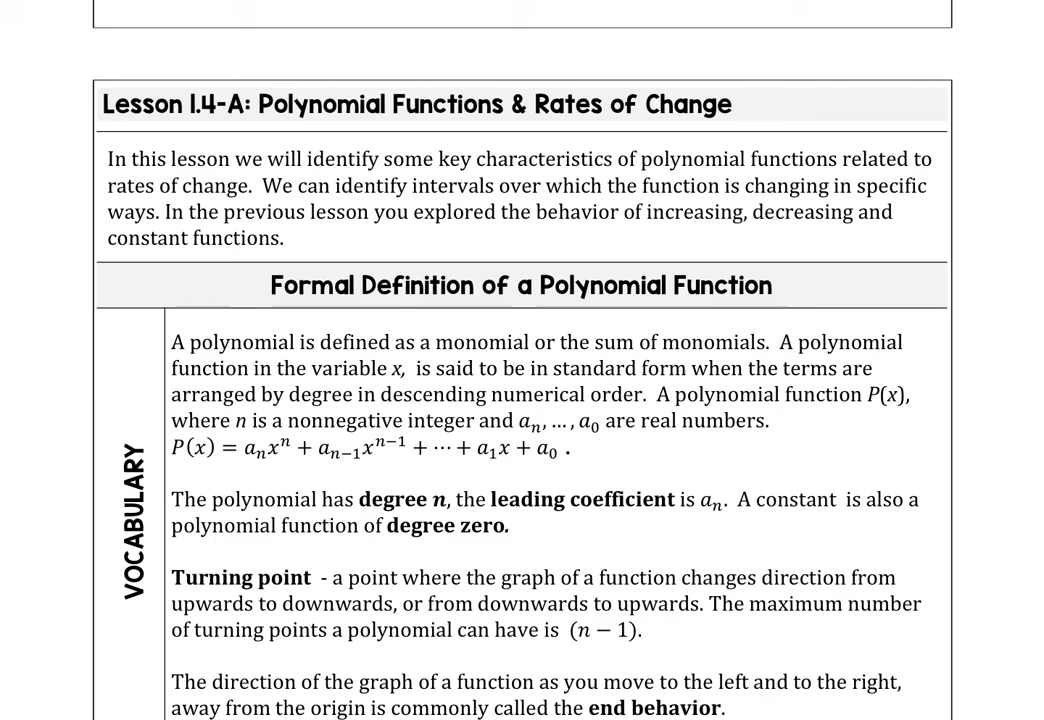 Lesson 1.4-A: Polynomial Functions & Rates of Change
In this lesson we will identify some key characteristics of polynomial functions related to
rates of change.  We can identify intervals over which the function is changing in specific
ways. In the previous lesson you explored the behavior of increasing, decreasing and
constant functions.
Formal Definition of a Polynomial Function
A polynomial is defined as a monomial or the sum of monomials.  A polynomial
function in the variable x,  is said to be in standard form when the terms are
arranged by degree in descending numerical order.  A polynomial function P(x),
where n is a nonnegative integer and aₙ, … , a₀ are real numbers.
P(x) = aₙxⁿ + aₙ₋₁xⁿ⁻¹ + ⋯ + a₁x + a₀ .
VOCABULARY
The polynomial has degree n, the leading coefficient is aₙ.  A constant  is also a
polynomial function of degree zero.
Turning point  - a point where the graph of a function changes direction from
upwards to downwards, or from downwards to upwards. The maximum number
of turning points a polynomial can have is  (n − 1).
The direction of the graph of a function as you move to the left and to the right,
away from the origin is commonly called the end behavior.